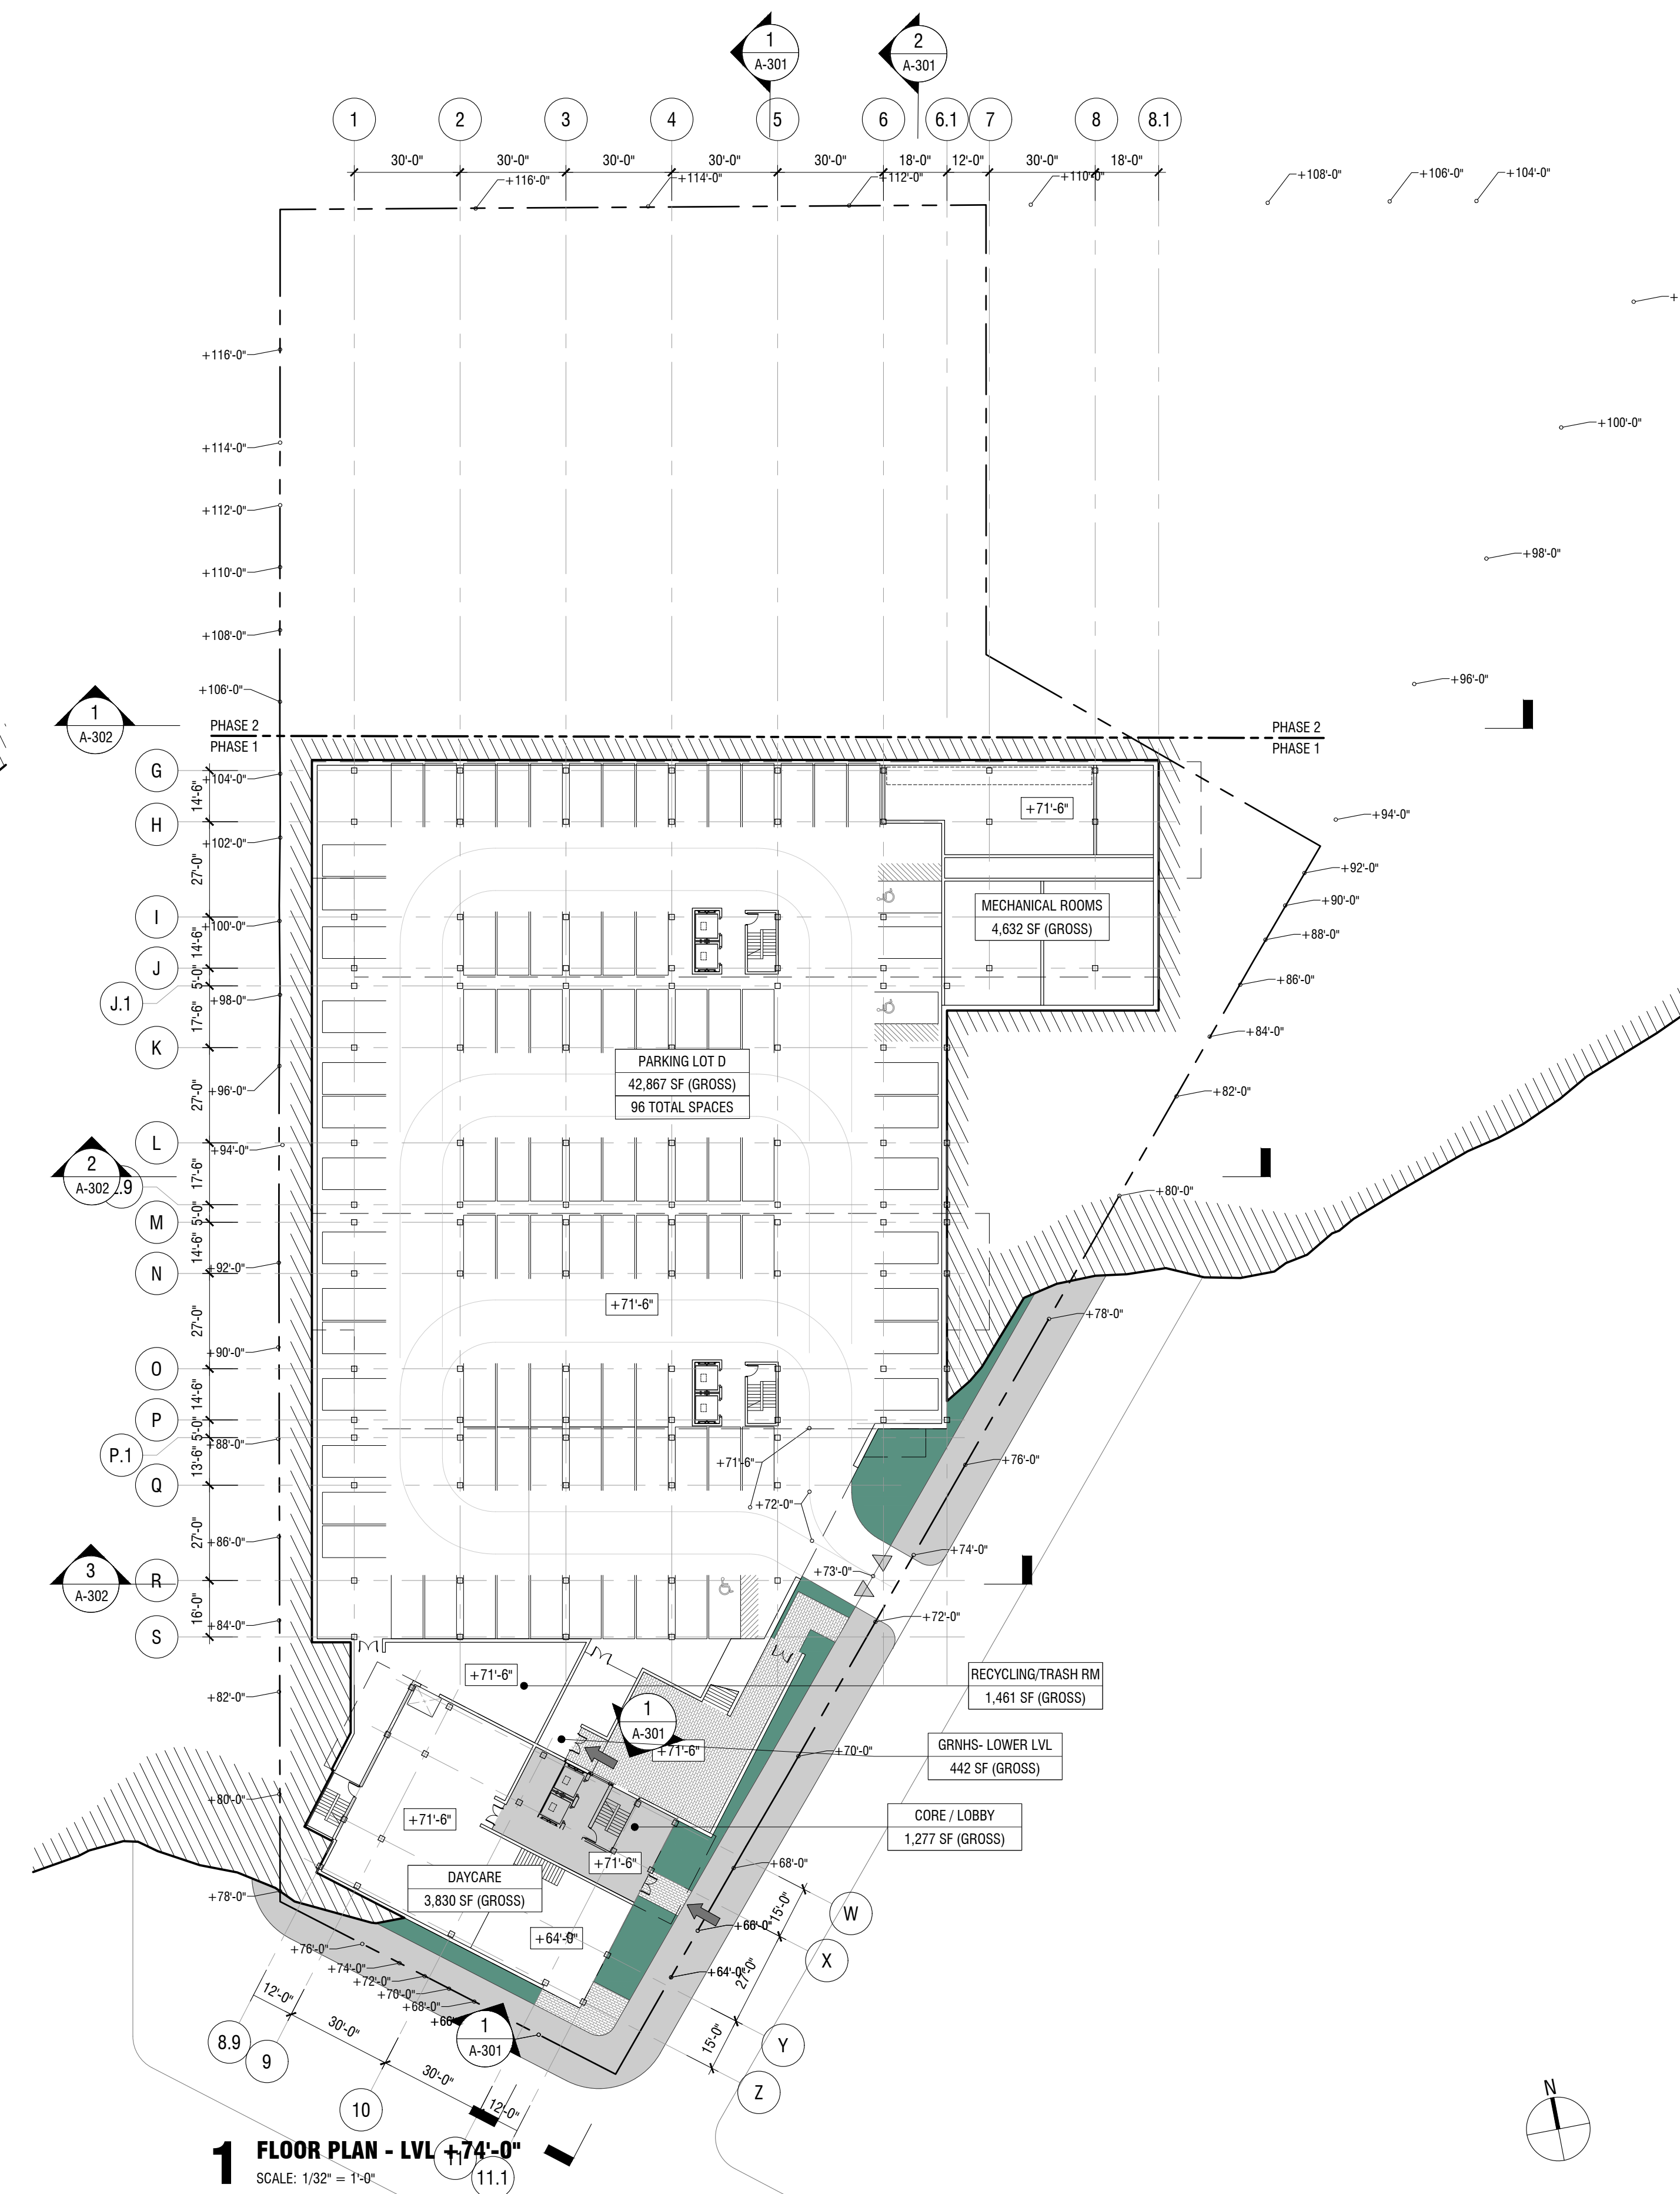 1
A-301
2
A-301
1
2
3
4
5
6
6.1
7
8
8.1
30'-0"
30'-0"
30'-0"
30'-0"
30'-0"
18'-0"
12'-0"
30'-0"
18'-0"
+116'-0"
+114'-0"
+112'-0"
+110'-0"
+108'-0"
+106'-0"
+104'-0"
+116'-0"
+114'-0"
+100'-0"
+112'-0"
+98'-0"
+110'-0"
+108'-0"
+106'-0"
+96'-0"
1
A-302
PHASE 2
PHASE 1
PHASE 2
PHASE 1
G
+104'-0"
14'-6"
+71'-6"
H
+94'-0"
+102'-0"
27'-0"
+92'-0"
MECHANICAL ROOMS
4,632 SF (GROSS)
+90'-0"
I
+100'-0"
14'-6"
+88'-0"
J
5'-0"
+86'-0"
J.1
+98'-0"
17'-6"
+84'-0"
K
PARKING LOT D
42,867 SF (GROSS)
96 TOTAL SPACES
+96'-0"
27'-0"
+82'-0"
L
+94'-0"
2
A-302
.9
17'-6"
+80'-0"
M
5'-0"
14'-6"
+92'-0"
N
+71'-6"
+78'-0"
27'-0"
+90'-0"
O
14'-6"
P
5'-0"
+88'-0"
P.1
13'-6"
+71'-6"
+76'-0"
Q
+72'-0"
27'-0"
+86'-0"
+74'-0"
3
A-302
R
+73'-0"
16'-0"
+84'-0"
+72'-0"
S
+71'-6"
RECYCLING/TRASH RM
1,461 SF (GROSS)
+82'-0"
1
A-301
+71'-6"
+70'-0"
GRNHS- LOWER LVL
442 SF (GROSS)
+80'-0"
+71'-6"
CORE / LOBBY
1,277 SF (GROSS)
+71'-6"
+68'-0"
DAYCARE
3,830 SF (GROSS)
+78'-0"
15'-0"
W
+66'-0"
+64'-0"
X
+76'-0"
+74'-0"
+72'-0"
+70'-0"
+68'-0"
+64'-0"
27'-0"
12'-0"
30'-0"
1
A-301
15'-0"
Y
8.9
9
30'-0"
Z
10
12'-0"
N
1
FLOOR PLAN - LVL +74'-0"
11
SCALE: 1/32" = 1'-0"
11.1